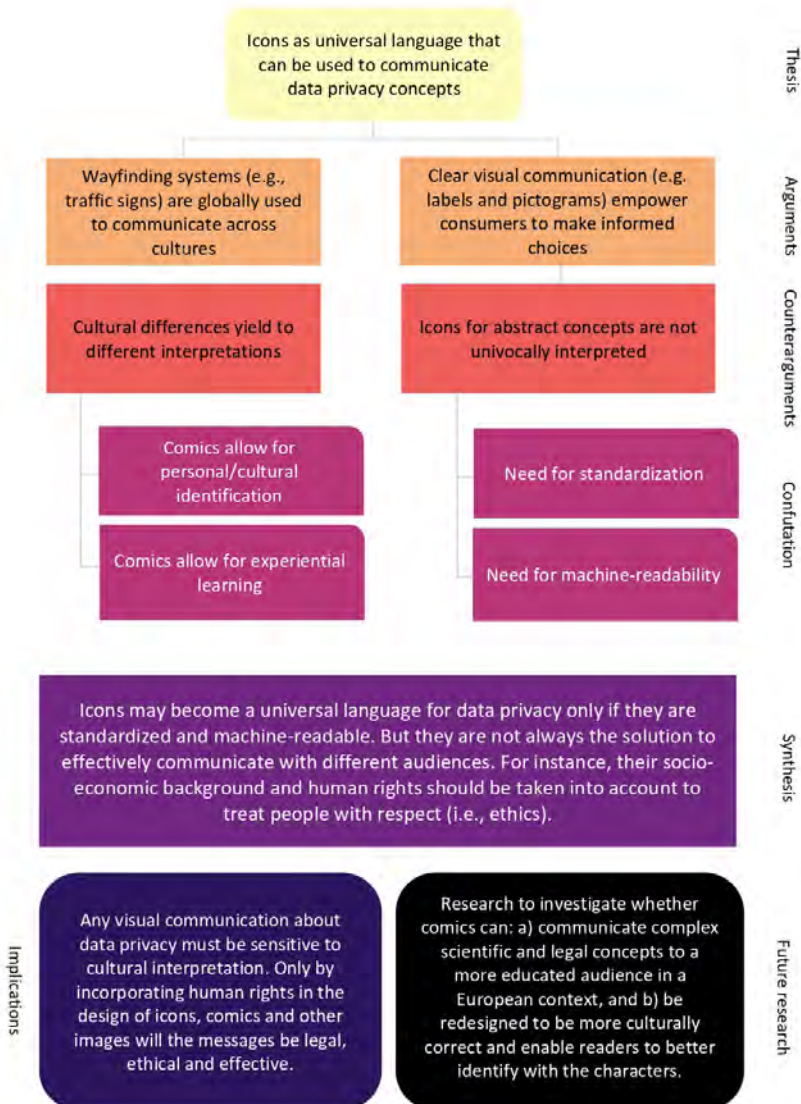 Icons as universal language that
can be used to communicate
data privacy concepts
Thesis
Wayfinding systems (e.g.,
traffic signs) are globally used
to communicate across
cultures
Clear visual communication (e.g.
labels and pictograms) empower
consumers to make informed
choices
Arguments
Cultural differences yield to
different interpretations
Icons for abstract concepts are not
univocally interpreted
Counterarguments
Comics allow for
personal/cultural
identification
Comics allow for experiential
learning
Need for standardization
Need for machine-readability
Confutation
Icons may become a universal language for data privacy only if they are
standardized and machine-readable. But they are not always the solution to
effectively communicate with different audiences. For instance, their socio-
economic background and human rights should be taken into account to
treat people with respect (i.e., ethics).
Synthesis
Implications
Any visual communication about
data privacy must be sensitive to
cultural interpretation. Only by
incorporating human rights in the
design of icons, comics and other
images will the messages be legal,
ethical and effective.
Research to investigate whether
comics can: a) communicate complex
scientific and legal concepts to a
more educated audience in a
European context, and b) be
redesigned to be more culturally
correct and enable readers to better
identify with the characters.
Future research